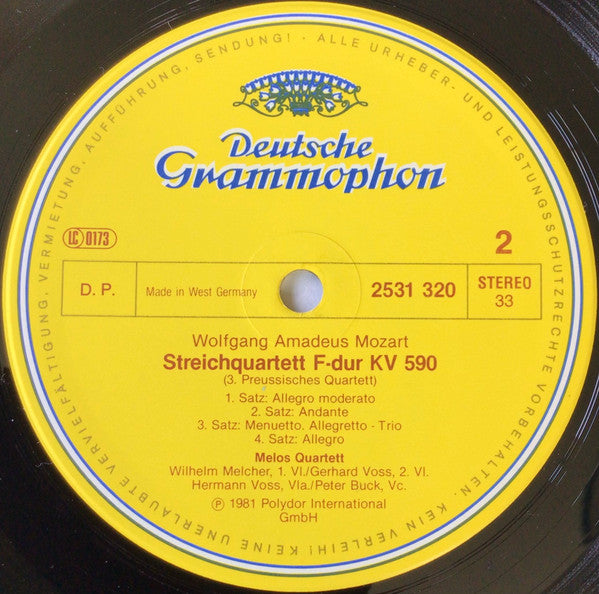 Deutsche
Grammophon
LC 0173
2
D. P.
Made in West Germany
2531 320
STEREO
33
Wolfgang Amadeus Mozart
Streichquartett F-dur KV 590
(3. Preussisches Quartett)
1. Satz: Allegro moderato
2. Satz: Andante
3. Satz: Menuetto. Allegretto - Trio
4. Satz: Allegro
Melos Quartett
Wilhelm Melcher, 1. Vl./Gerhard Voss, 2. Vl.
Hermann Voss, Vla./Peter Buck, Vc.
℗ 1981 Polydor International
GmbH
ALLE URHEBER- UND LEISTUNGSSCHUTZRECHTE VORBEHALTEN. KEIN VERLEIH! KEINE UNERLAUBTE VERVIELFÄLTIGUNG, VERMIETUNG, AUFFÜHRUNG, SENDUNG! -